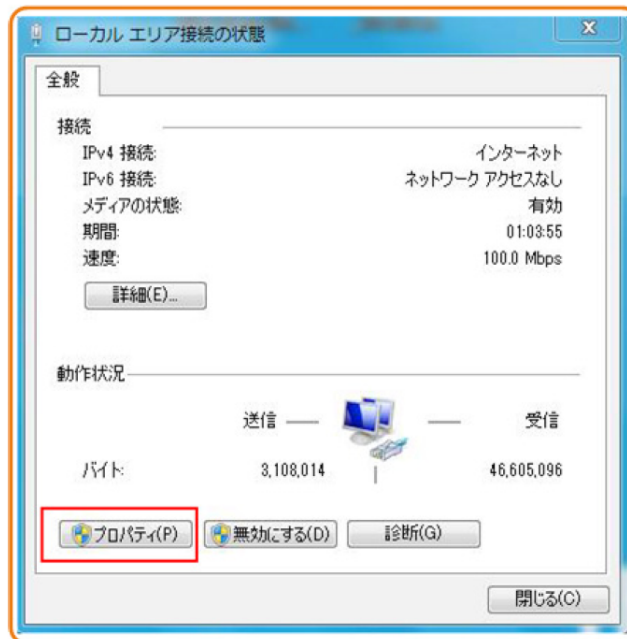 ローカル エリア接続の状態
全般
接続
IPv4 接続: インターネット
IPv6 接続: ネットワーク アクセスなし
メディアの状態: 有効
期間: 01:03:55
速度: 100.0 Mbps
詳細(E)...
動作状況
送信 受信
バイト: 3,108,014 46,605,096
プロパティ(P) 無効にする(D) 診断(G)
閉じる(C)